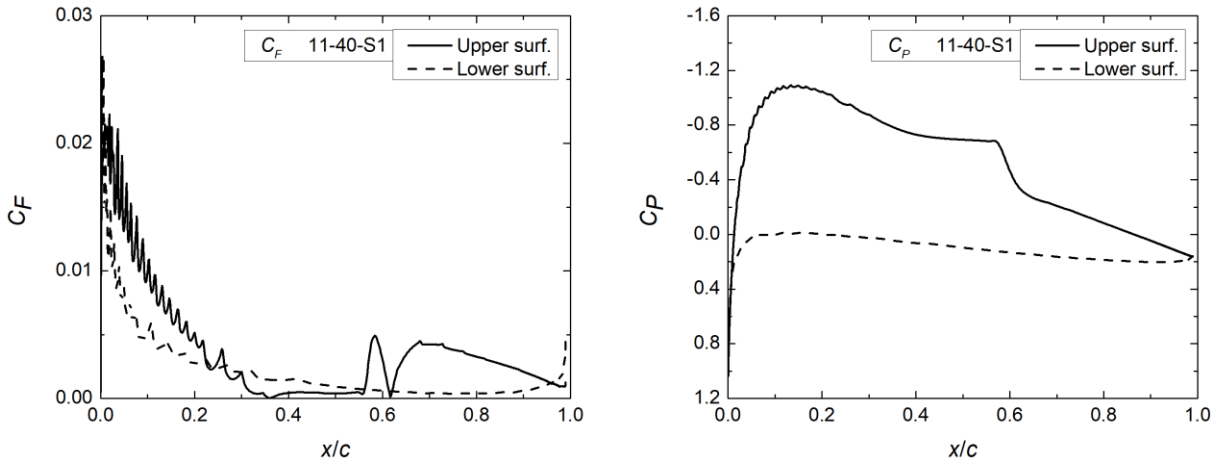 0.03
0.02
0.01
0.00
C_F
C_F 11-40-S1
Upper surf.
Lower surf.
0.0 0.2 0.4 0.6 0.8 1.0
x/c
-1.6
-1.2
-0.8
-0.4
0.0
0.4
0.8
1.2
C_P
C_P 11-40-S1
Upper surf.
Lower surf.
0.0 0.2 0.4 0.6 0.8 1.0
x/c